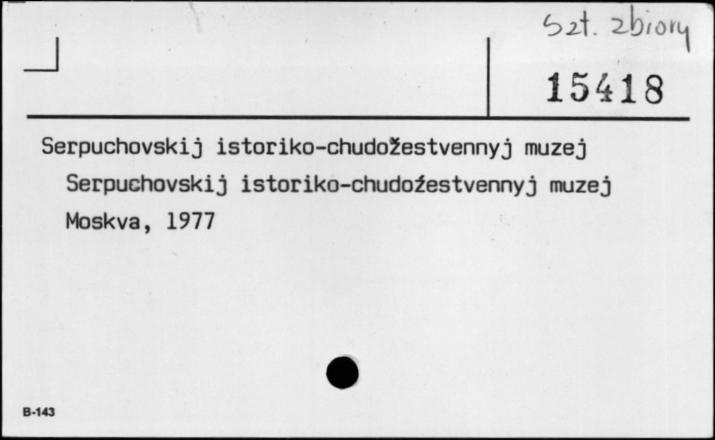 Szt. zbiory
15418
Serpuchovskij istoriko-chudožestvennyj muzej
Serpuchovskij istoriko-chudožestvennyj muzej
Moskva, 1977
B-143